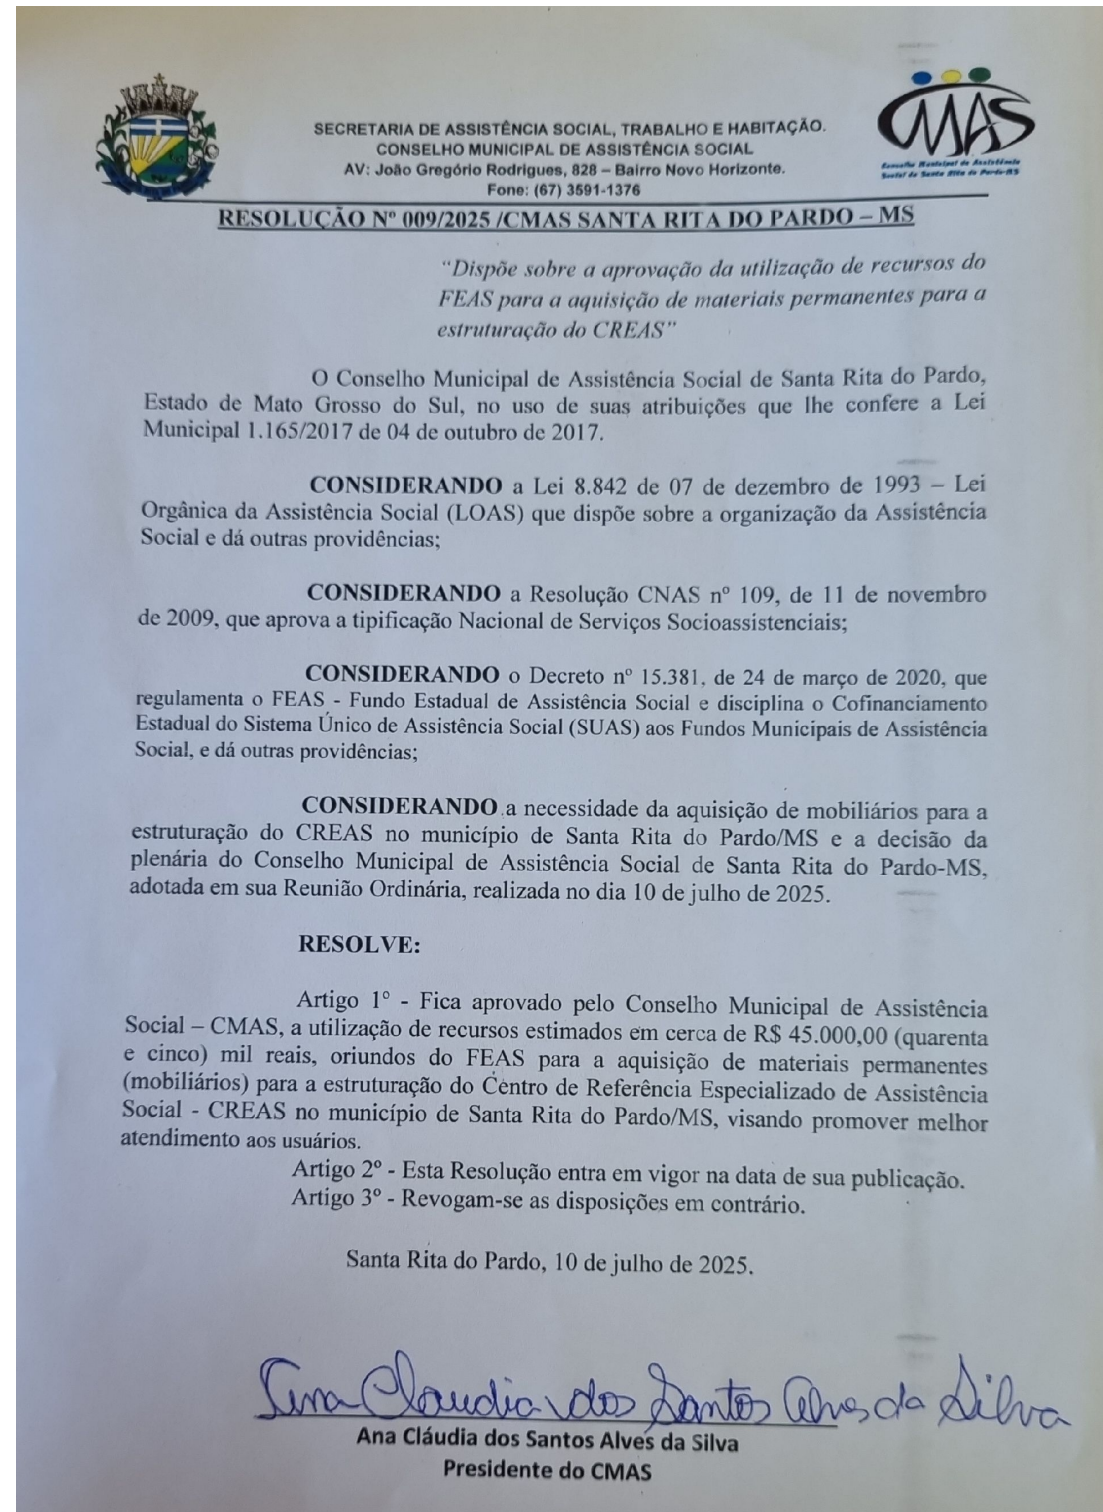 CMAS
Conselho Municipal de Assistência
Social de Santa Rita do Pardo-MS
SECRETARIA DE ASSISTÊNCIA SOCIAL, TRABALHO E HABITAÇÃO.
CONSELHO MUNICIPAL DE ASSISTÊNCIA SOCIAL
AV: João Gregório Rodrigues, 828 – Bairro Novo Horizonte.
Fone: (67) 3591-1376
RESOLUÇÃO Nº 009/2025 /CMAS SANTA RITA DO PARDO – MS
“Dispõe sobre a aprovação da utilização de recursos do
FEAS para a aquisição de materiais permanentes para a
estruturação do CREAS”
O Conselho Municipal de Assistência Social de Santa Rita do Pardo,
Estado de Mato Grosso do Sul, no uso de suas atribuições que lhe confere a Lei
Municipal 1.165/2017 de 04 de outubro de 2017.
CONSIDERANDO a Lei 8.842 de 07 de dezembro de 1993 – Lei
Orgânica da Assistência Social (LOAS) que dispõe sobre a organização da Assistência
Social e dá outras providências;
CONSIDERANDO a Resolução CNAS nº 109, de 11 de novembro
de 2009, que aprova a tipificação Nacional de Serviços Socioassistenciais;
CONSIDERANDO o Decreto nº 15.381, de 24 de março de 2020, que
regulamenta o FEAS - Fundo Estadual de Assistência Social e disciplina o Cofinanciamento
Estadual do Sistema Único de Assistência Social (SUAS) aos Fundos Municipais de Assistência
Social, e dá outras providências;
CONSIDERANDO a necessidade da aquisição de mobiliários para a
estruturação do CREAS no município de Santa Rita do Pardo/MS e a decisão da
plenária do Conselho Municipal de Assistência Social de Santa Rita do Pardo-MS,
adotada em sua Reunião Ordinária, realizada no dia 10 de julho de 2025.
RESOLVE:
Artigo 1° - Fica aprovado pelo Conselho Municipal de Assistência
Social – CMAS, a utilização de recursos estimados em cerca de R$ 45.000,00 (quarenta
e cinco) mil reais, oriundos do FEAS para a aquisição de materiais permanentes
(mobiliários) para a estruturação do Centro de Referência Especializado de Assistência
Social - CREAS no município de Santa Rita do Pardo/MS, visando promover melhor
atendimento aos usuários.
Artigo 2º - Esta Resolução entra em vigor na data de sua publicação.
Artigo 3º - Revogam-se as disposições em contrário.
Santa Rita do Pardo, 10 de julho de 2025.
Ana Claudia dos Santos Alves da Silva
Ana Cláudia dos Santos Alves da Silva
Presidente do CMAS